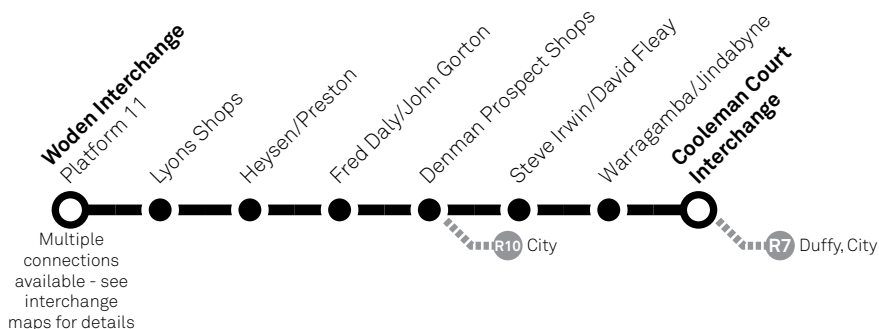 Woden Interchange
Platform 11
Lyons Shops
Heysen/Preston
Fred Daly/John Gorton
Denman Prospect Shops
Steve Irwin/David Fleay
Warragamba/Jindabyne
Cooleman Court
Interchange
Multiple
connections
available - see
interchange
maps for details
R10 City
R7 Duffy, City